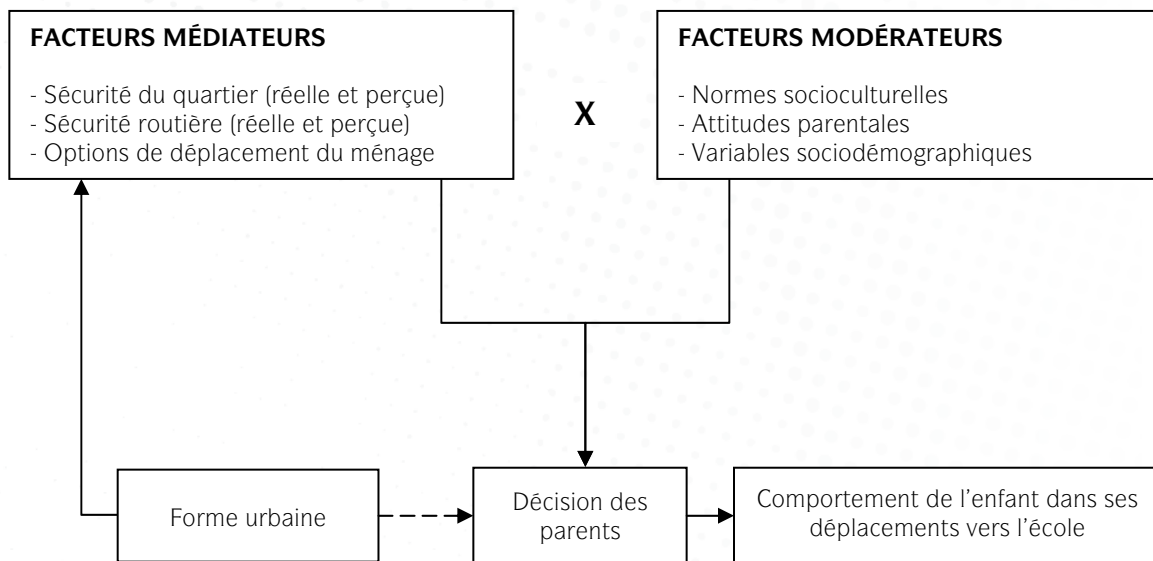 FACTEURS MÉDIATEURS
- Sécurité du quartier (réelle et perçue)
- Sécurité routière (réelle et perçue)
- Options de déplacement du ménage
X
FACTEURS MODÉRATEURS
- Normes socioculturelles
- Attitudes parentales
- Variables sociodémographiques
Forme urbaine
Décision des
parents
Comportement de l'enfant dans ses
déplacements vers l'école